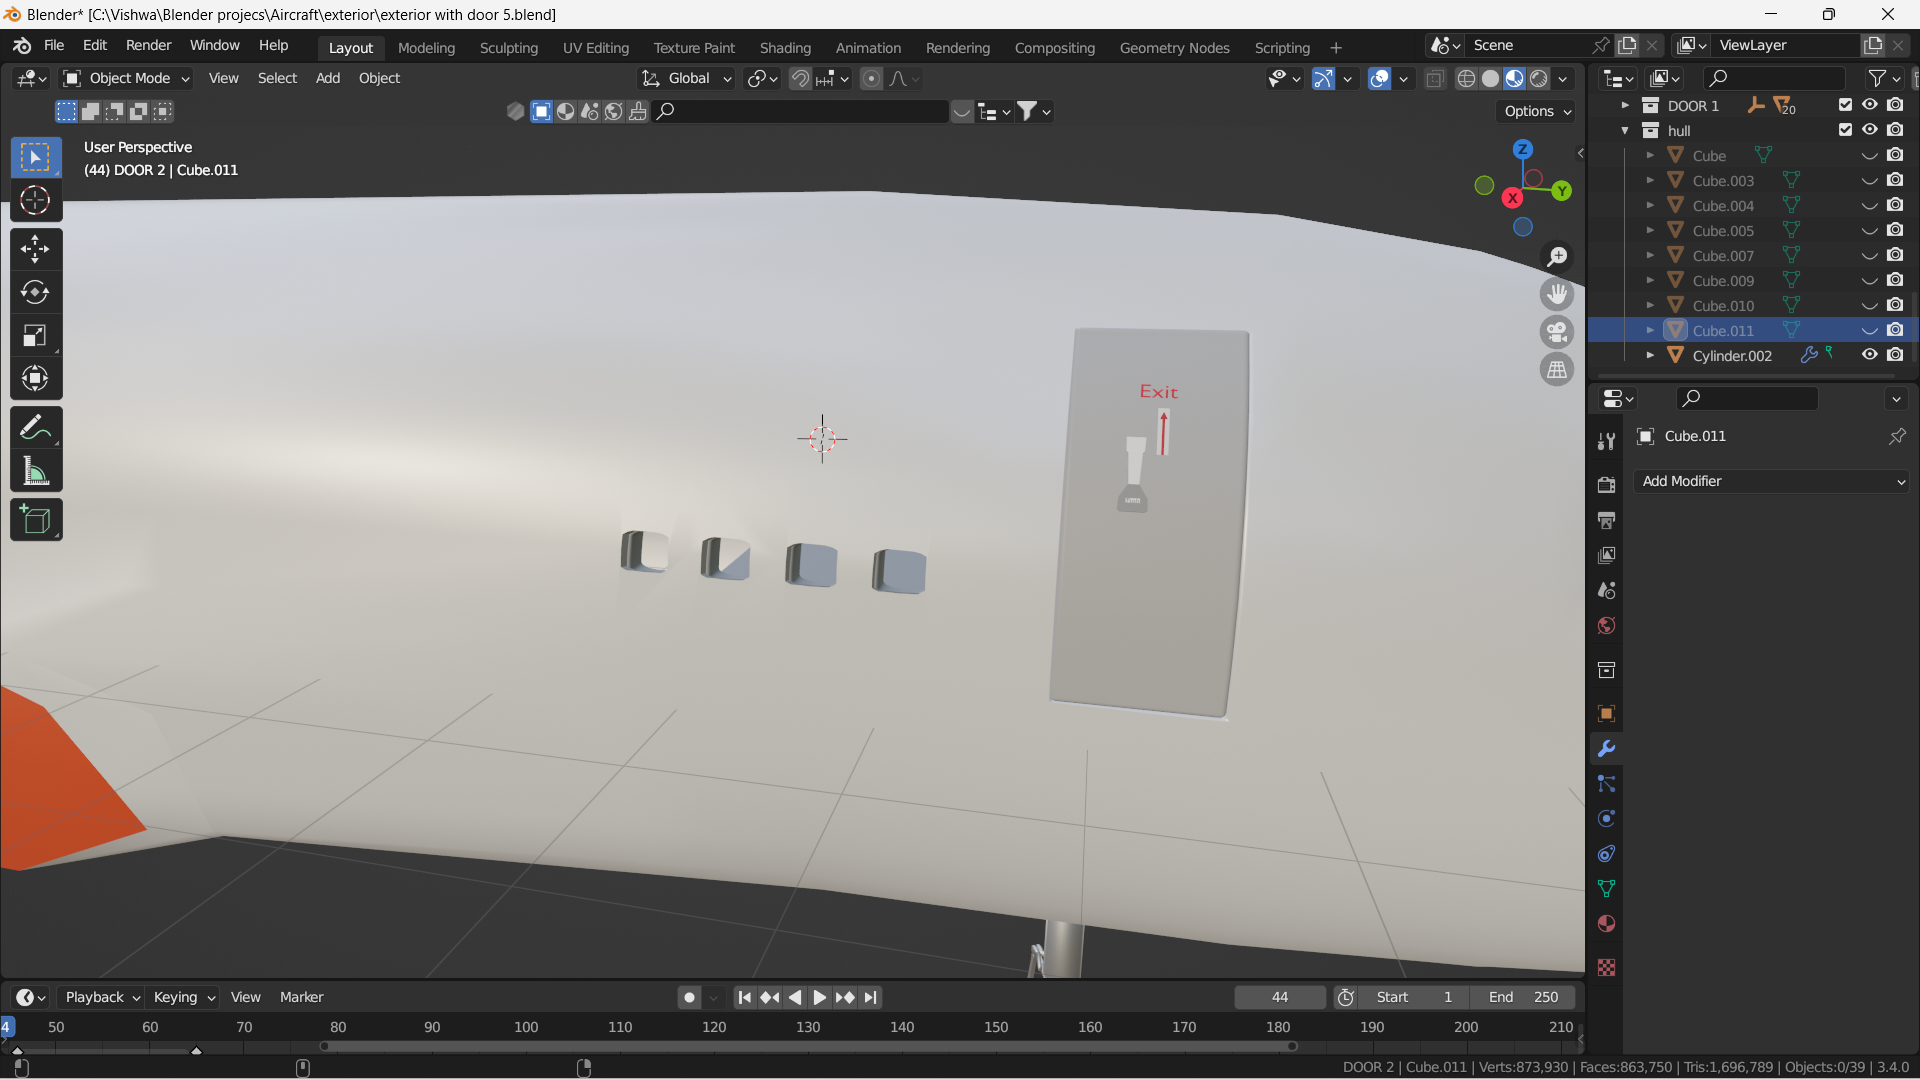 Blender* [C:\Vishwa\Blender projecs\Aircraft\exterior\exterior with door 5.blend]
File Edit Render Window Help
Layout Modeling Sculpting UV Editing Texture Paint Shading Animation Rendering Compositing Geometry Nodes Scripting +
Scene
ViewLayer
Object Mode View Select Add Object
Global
Options
User Perspective
(44) DOOR 2 | Cube.011
Z
Y
X
Exit
DOOR 1 20
hull
Cube
Cube.003
Cube.004
Cube.005
Cube.007
Cube.009
Cube.010
Cube.011
Cylinder.002
Cube.011
Add Modifier
Playback Keying View Marker
44
Start 1 End 250
4 50 60 70 80 90 100 110 120 130 140 150 160 170 180 190 200 210
DOOR 2 | Cube.011 | Verts:873,930 | Faces:863,750 | Tris:1,696,789 | Objects:0/39 | 3.4.0